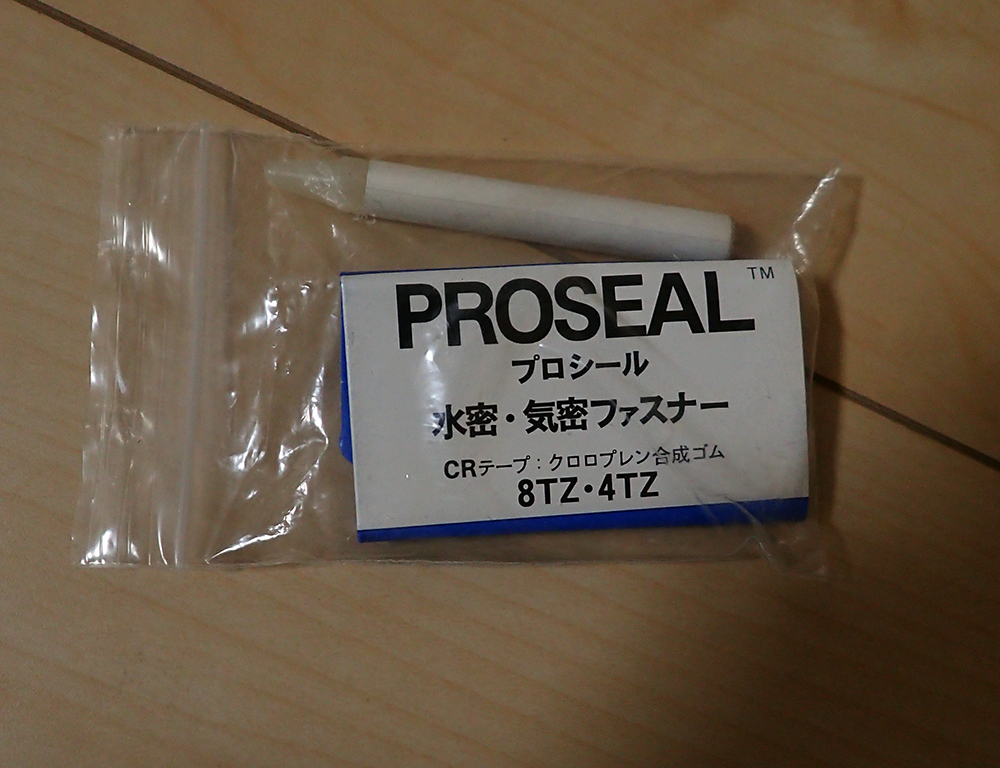 PROSEAL™
プロシール
水密・気密ファスナー
CRテープ：クロロプレン合成ゴム
8TZ・4TZ